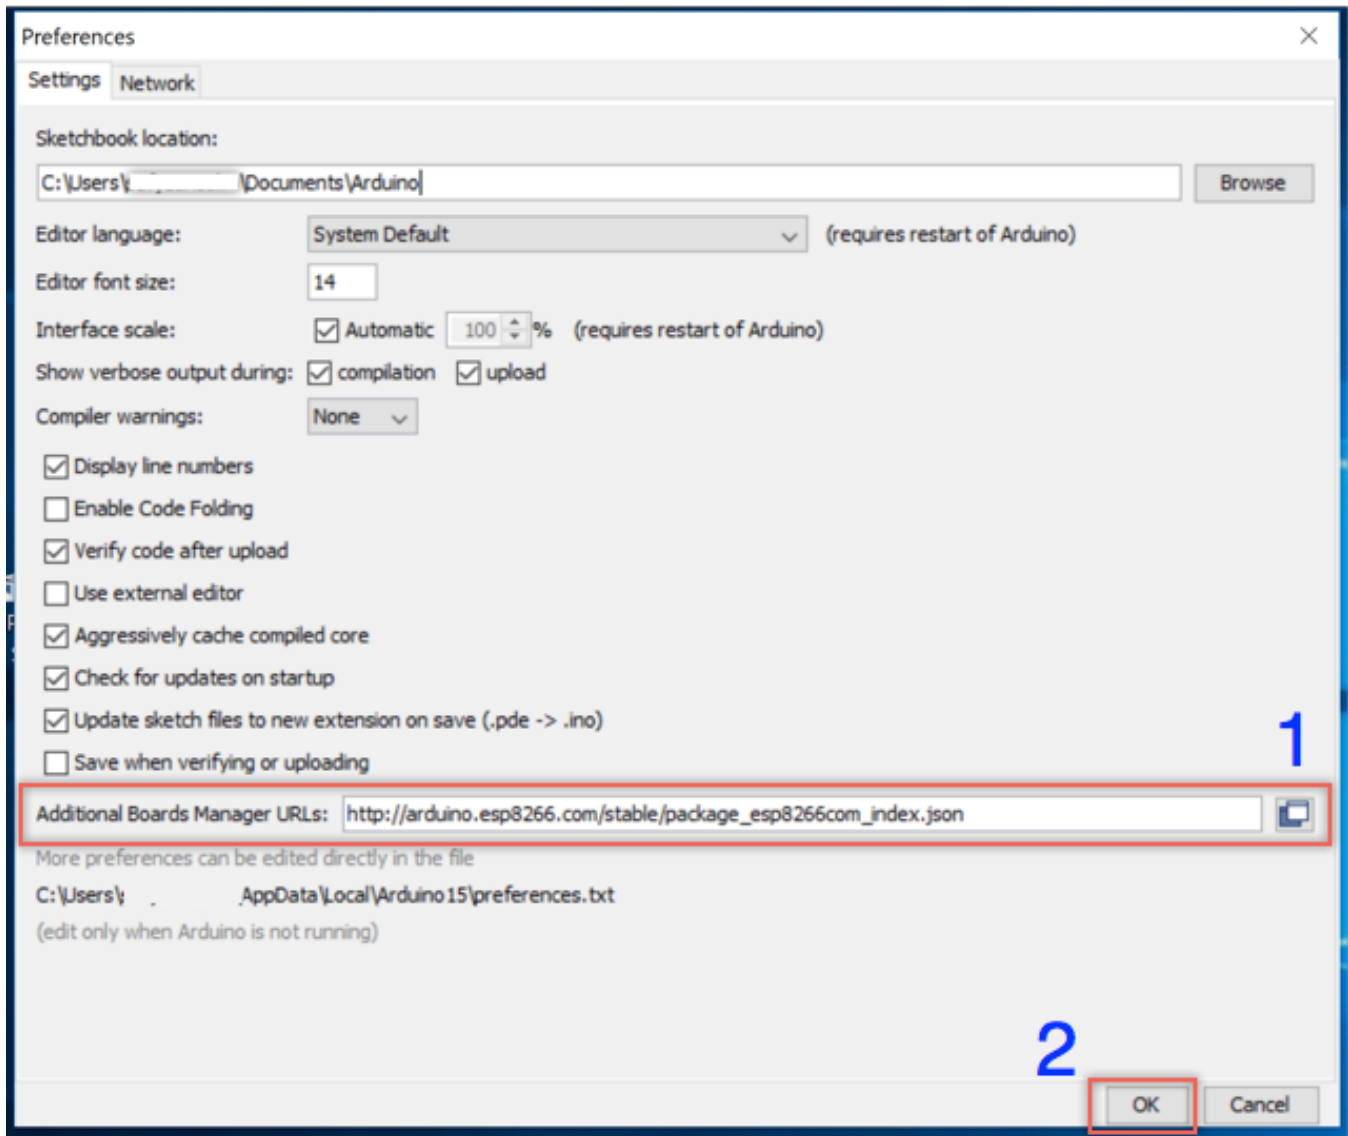 Preferences
Settings Network
Sketchbook location:
C:\Users\ \Documents\Arduino Browse
Editor language: System Default (requires restart of Arduino)
Editor font size: 14
Interface scale: Automatic 100 % (requires restart of Arduino)
Show verbose output during: compilation upload
Compiler warnings: None
Display line numbers
Enable Code Folding
Verify code after upload
Use external editor
Aggressively cache compiled core
Check for updates on startup
Update sketch files to new extension on save (.pde -> .ino)
Save when verifying or uploading
1
Additional Boards Manager URLs: http://arduino.esp8266.com/stable/package_esp8266com_index.json
More preferences can be edited directly in the file
C:\Users\ AppData\Local\Arduino15\preferences.txt
(edit only when Arduino is not running)
2
OK Cancel